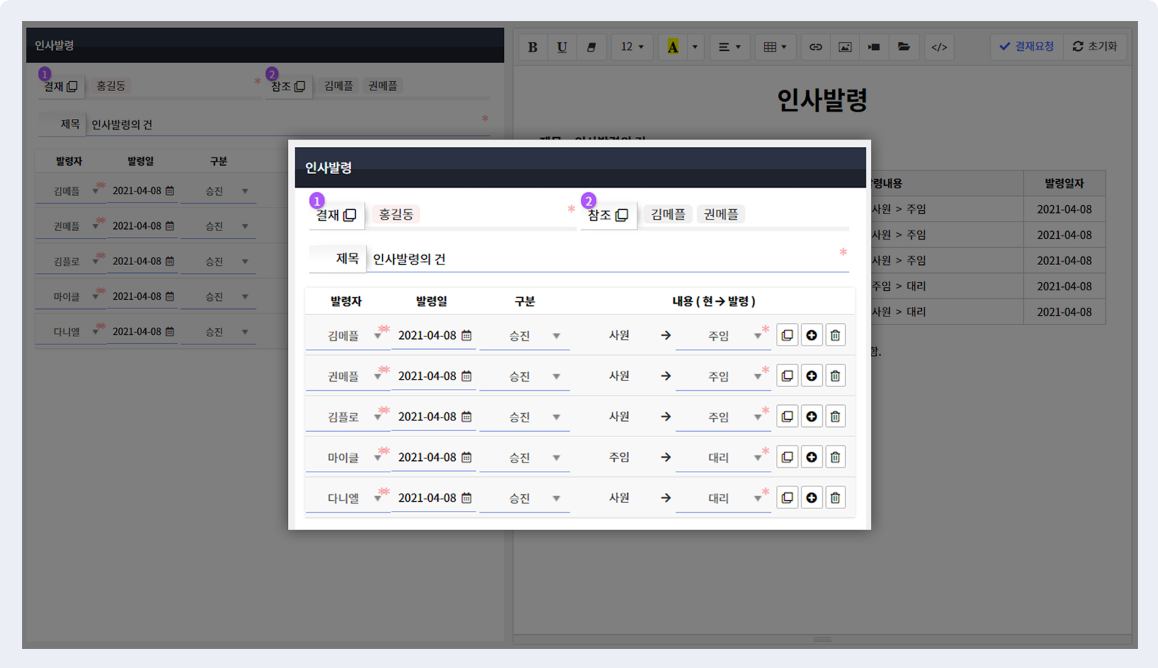 인사발령
1 2
결재 홍길동 * 참조 김메플 권메플
제목 인사발령의 건 *
발령자 발령일 구분
김메플 2021-04-08 승진
권메플 2021-04-08 승진
김플로 2021-04-08 승진
마이클 2021-04-08 승진
다니엘 2021-04-08 승진
B U 12 A </> 결재요청 초기화
인사발령
발령내용 발령일자
사원 > 주임 2021-04-08
사원 > 주임 2021-04-08
사원 > 주임 2021-04-08
주임 > 대리 2021-04-08
사원 > 대리 2021-04-08
인사발령
1 2
결재 홍길동 * 참조 김메플 권메플
제목 인사발령의 건 *
발령자 발령일 구분 내용 ( 현 → 발령 )
김메플 2021-04-08 승진 사원 → 주임 *
권메플 2021-04-08 승진 사원 → 주임 *
김플로 2021-04-08 승진 사원 → 주임 *
마이클 2021-04-08 승진 주임 → 대리 *
다니엘 2021-04-08 승진 사원 → 대리 *